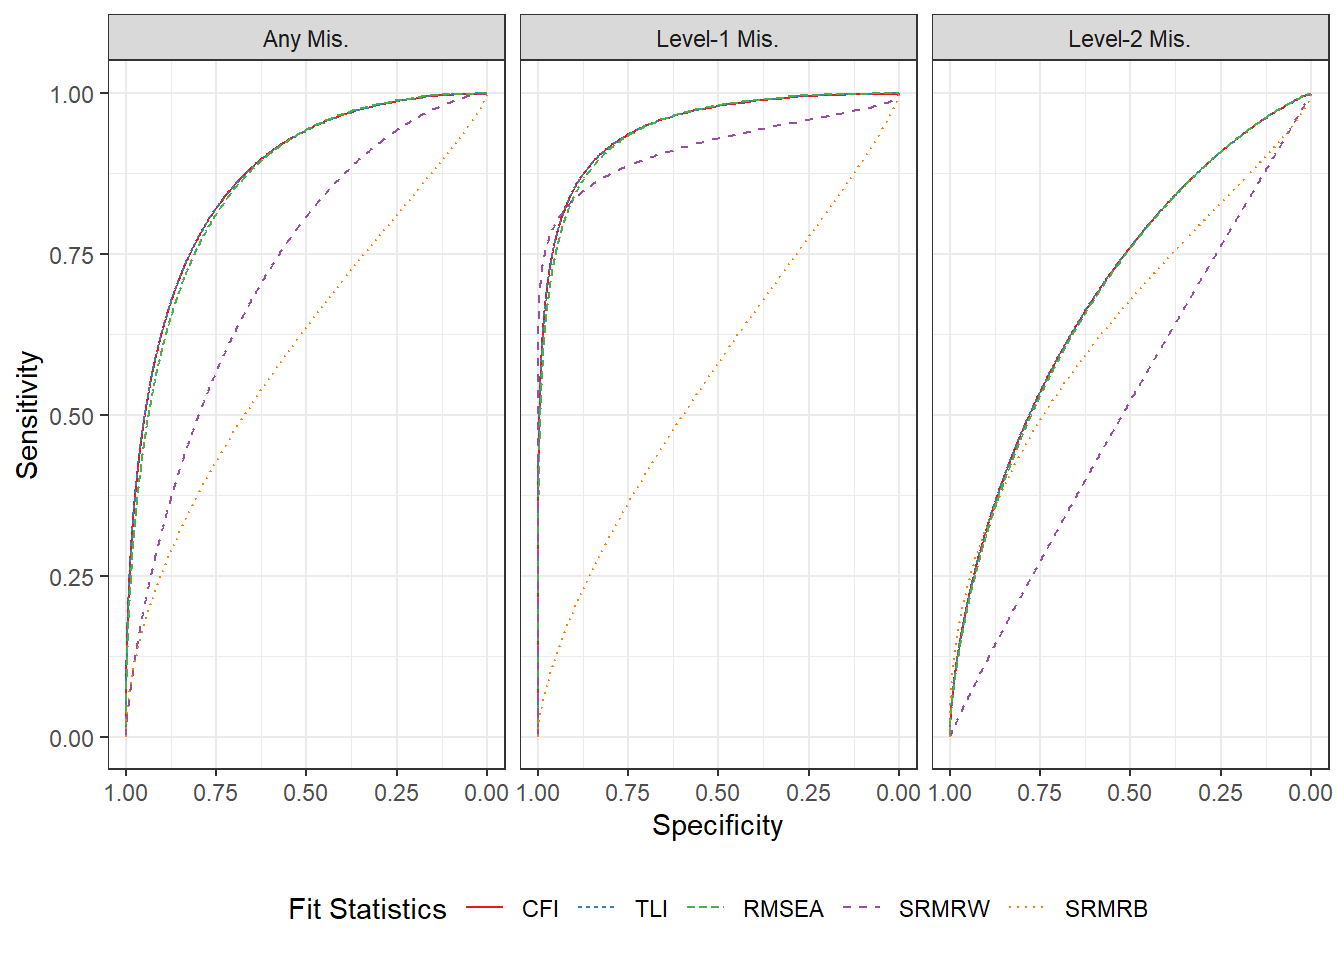 Any Mis. Level-1 Mis. Level-2 Mis.
1.00
0.75
0.50
0.25
0.00
Sensitivity
1.00 0.75 0.50 0.25 0.00 1.00 0.75 0.50 0.25 0.00 1.00 0.75 0.50 0.25 0.00
Specificity
Fit Statistics CFI TLI RMSEA SRMRW SRMRB